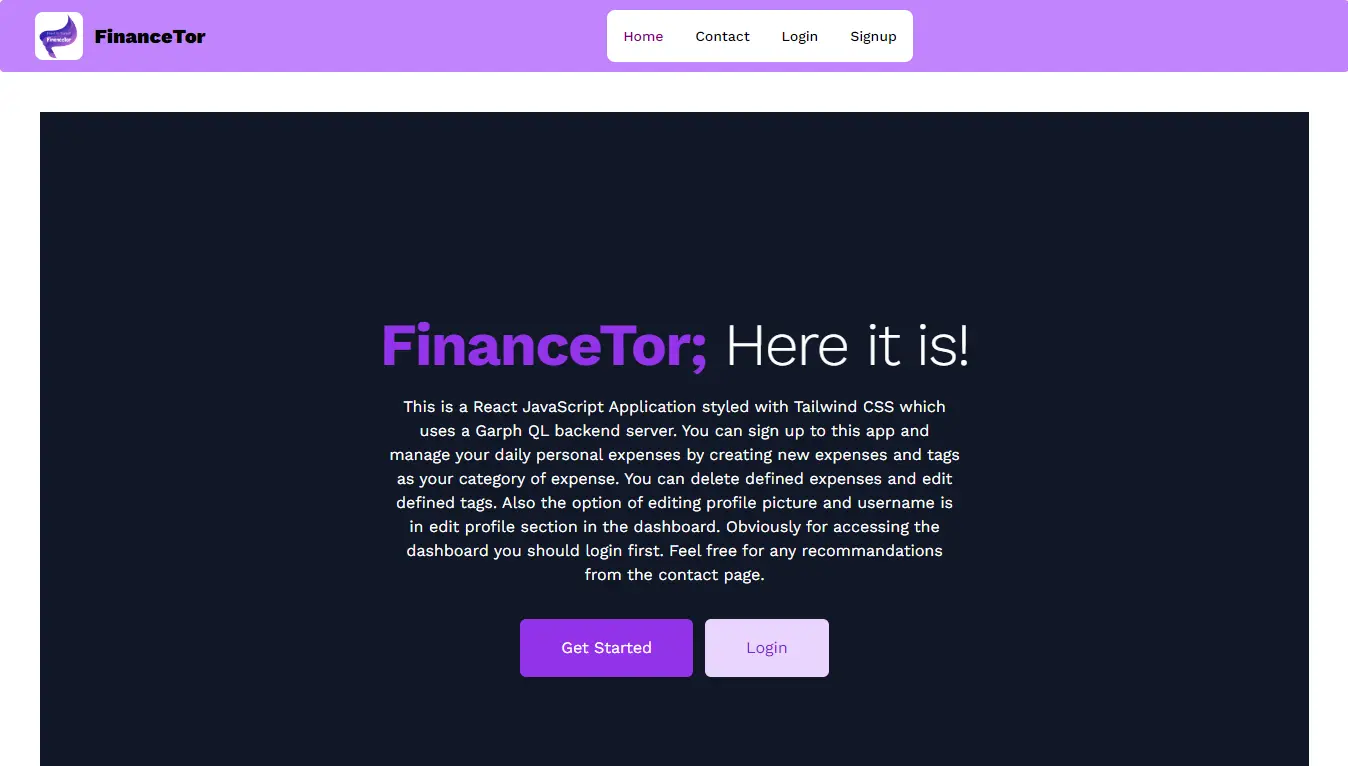 FinanceTor
Home Contact Login Signup
FinanceTor; Here it is!
This is a React JavaScript Application styled with Tailwind CSS which
uses a Garph QL backend server. You can sign up to this app and
manage your daily personal expenses by creating new expenses and tags
as your category of expense. You can delete defined expenses and edit
defined tags. Also the option of editing profile picture and username is
in edit profile section in the dashboard. Obviously for accessing the
dashboard you should login first. Feel free for any recommandations
from the contact page.
Get Started Login